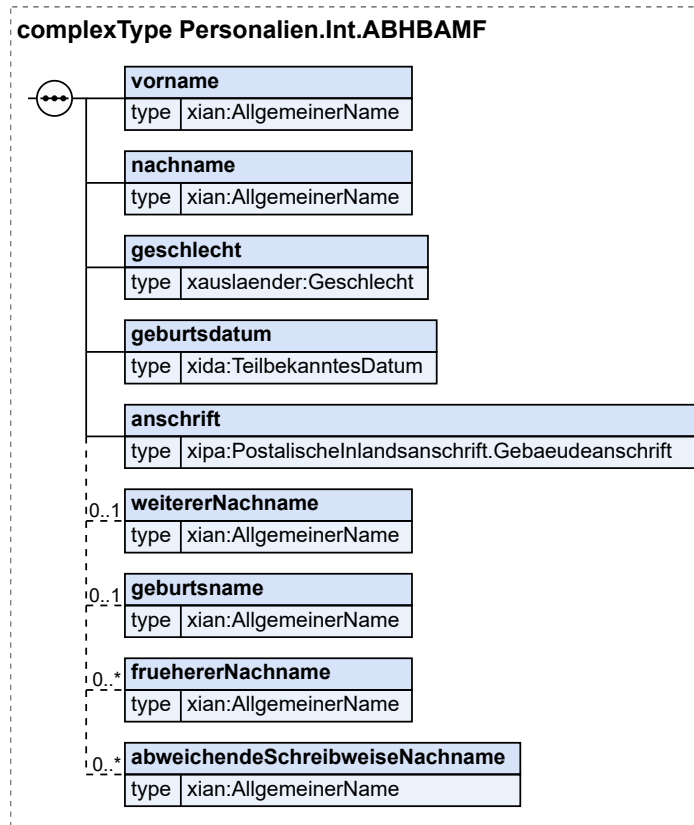 complexType Personalien.Int.ABHBAMF
vorname
type xian:AllgemeinerName
nachname
type xian:AllgemeinerName
geschlecht
type xauslaender:Geschlecht
geburtsdatum
type xida:TeilbekanntesDatum
anschrift
type xipa:PostalischeInlandsanschrift.Gebaeudeanschrift
0..1 weitererNachname
type xian:AllgemeinerName
0..1 geburtsname
type xian:AllgemeinerName
0..* fruehererNachname
type xian:AllgemeinerName
0..* abweichendeSchreibweiseNachname
type xian:AllgemeinerName